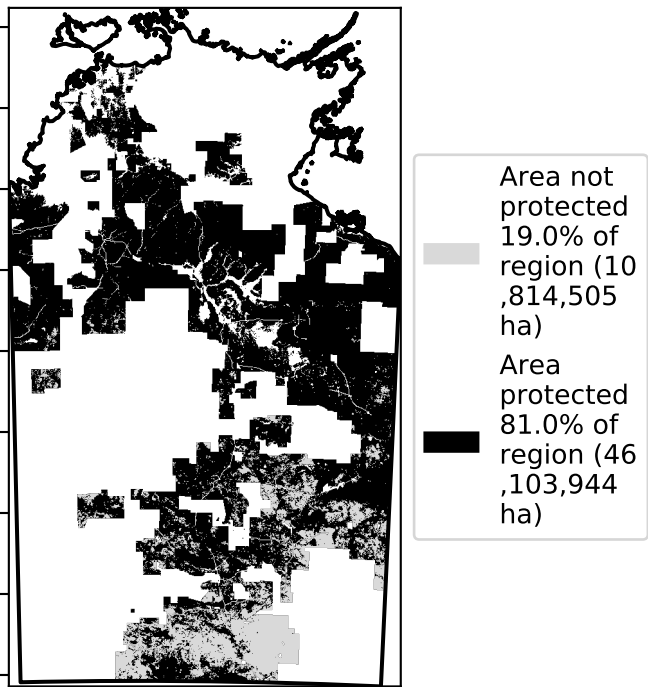 Area not
protected
19.0% of
region (10
,814,505
ha)
Area
protected
81.0% of
region (46
,103,944
ha)